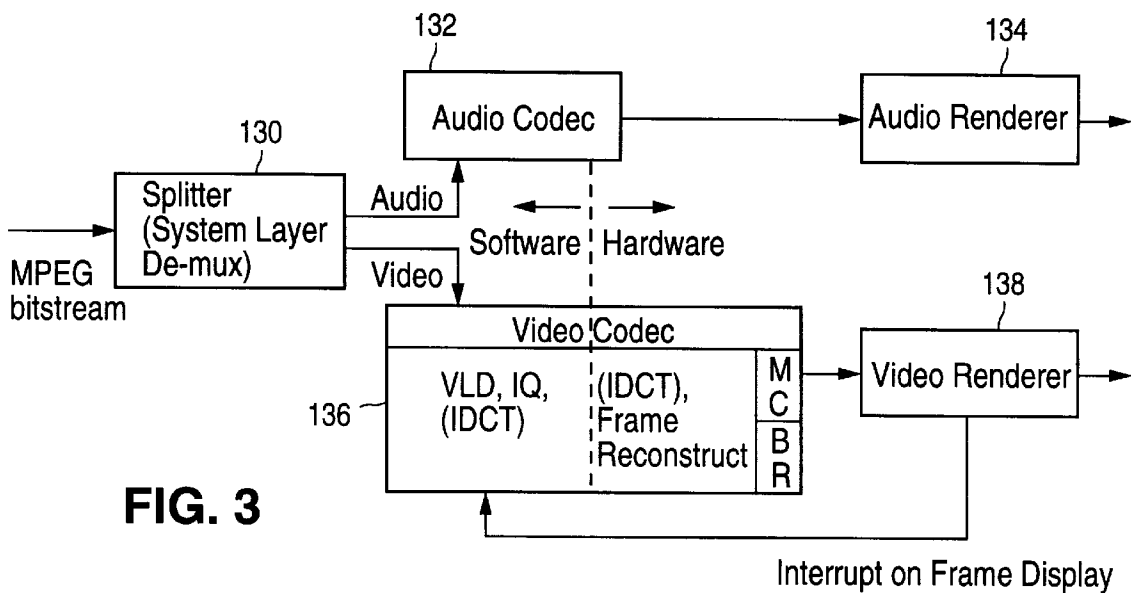 132
134
Audio Codec
Audio Renderer
130
Splitter
(System Layer
De-mux)
Audio
Software
Hardware
MPEG
bitstream
Video
138
Video Codec
Video Renderer
136
VLD, IQ,
(IDCT)
(IDCT),
Frame
Reconstruct
M
C
B
R
FIG. 3
Interrupt on Frame Display